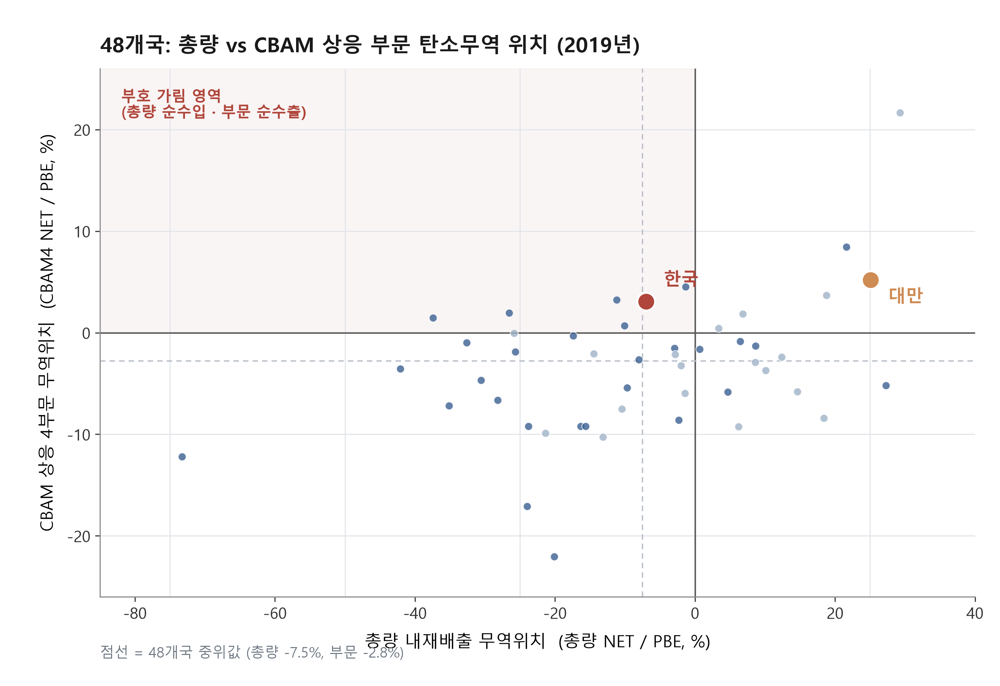 48개국: 총량 vs CBAM 상응 부문 탄소무역 위치 (2019년)
부호 가림 영역
(총량 순수입 · 부문 순수출)
CBAM 상응 4부문 무역위치 (CBAM4 NET / PBE, %)
20
10
0
-10
-20
한국
대만
-80
-60
-40
-20
0
20
40
총량 내재배출 무역위치 (총량 NET / PBE, %)
점선 = 48개국 중위값 (총량 -7.5%, 부문 -2.8%)